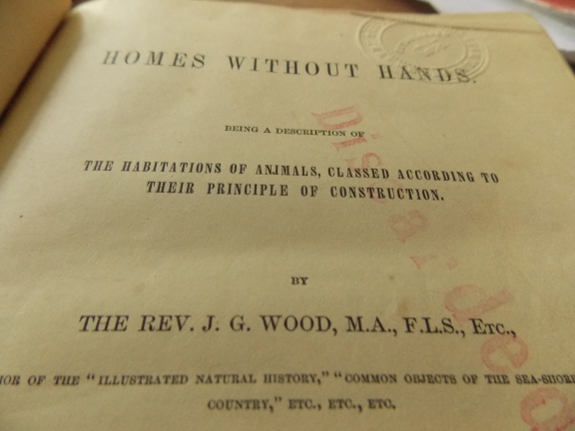 HOMES WITHOUT HANDS.
BEING A DESCRIPTION OF
THE HABITATIONS OF ANIMALS, CLASSED ACCORDING TO
THEIR PRINCIPLE OF CONSTRUCTION.
BY
THE REV. J. G. WOOD, M.A., F.L.S., Etc.,
OF THE "ILLUSTRATED NATURAL HISTORY," "COMMON OBJECTS OF THE SEA-SHORE
COUNTRY," ETC., ETC., ETC.
Discarded